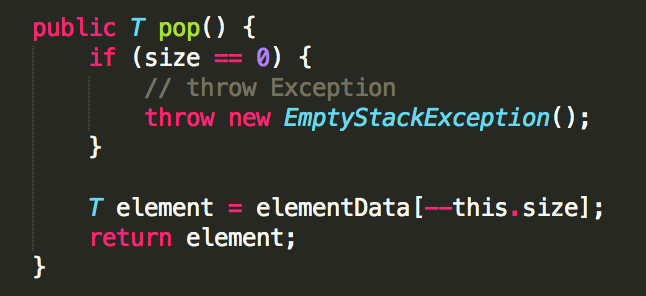 public T pop() {
if (size == 0) {
// throw Exception
throw new EmptyStackException();
}
T element = elementData[--this.size];
return element;
}